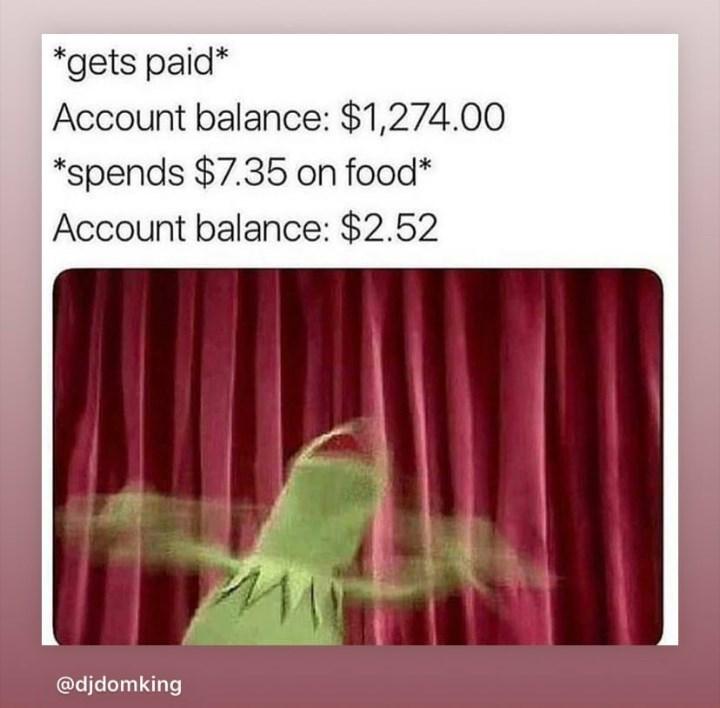 *gets paid*
Account balance: $1,274.00
*spends $7.35 on food*
Account balance: $2.52
@djdomking